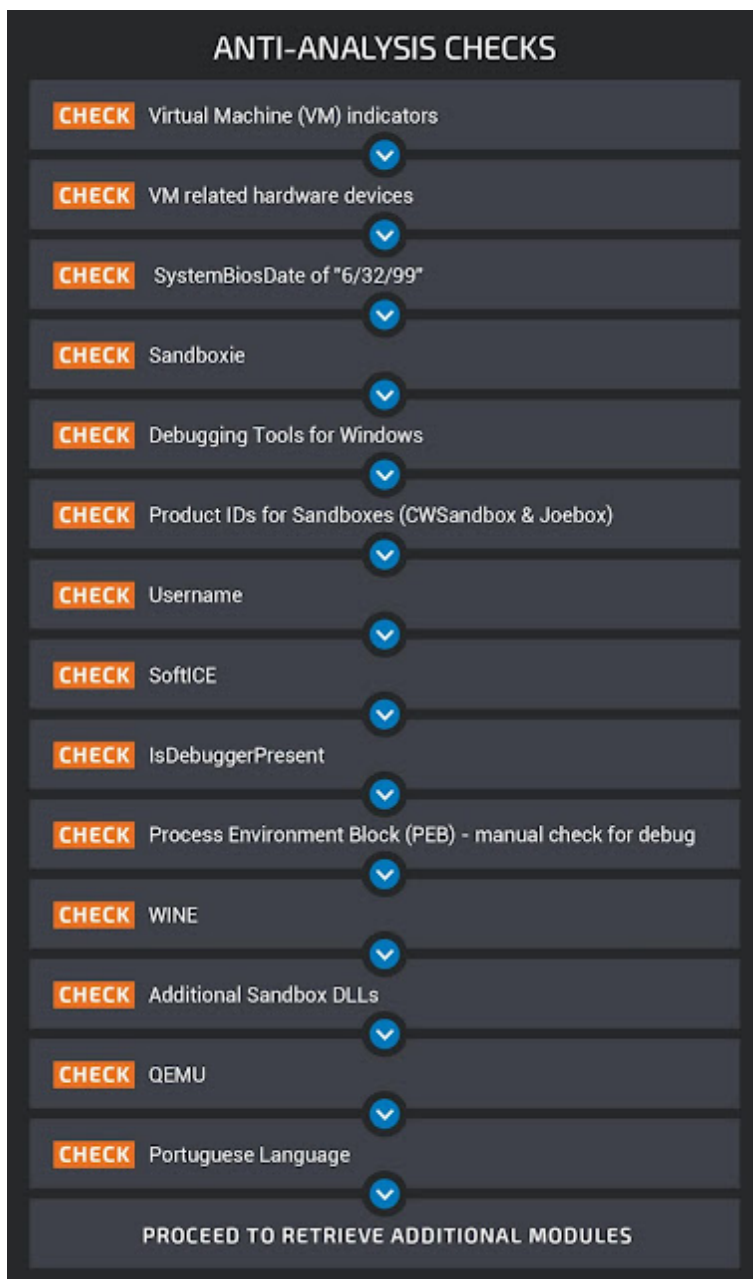 ANTI-ANALYSIS CHECKS
CHECK Virtual Machine (VM) indicators
CHECK VM related hardware devices
CHECK SystemBiosDate of "6/32/99"
CHECK Sandboxie
CHECK Debugging Tools for Windows
CHECK Product IDs for Sandboxes (CWSandbox & Joebox)
CHECK Username
CHECK SoftICE
CHECK IsDebuggerPresent
CHECK Process Environment Block (PEB) - manual check for debug
CHECK WINE
CHECK Additional Sandbox DLLs
CHECK QEMU
CHECK Portuguese Language
PROCEED TO RETRIEVE ADDITIONAL MODULES